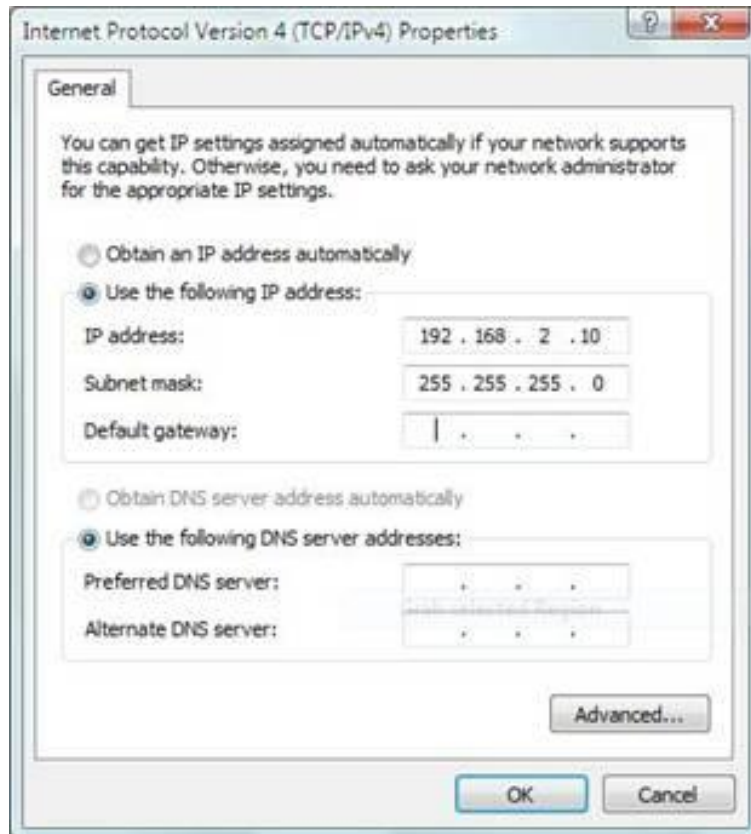 Internet Protocol Version 4 (TCP/IPv4) Properties
General
You can get IP settings assigned automatically if your network supports
this capability. Otherwise, you need to ask your network administrator
for the appropriate IP settings.
Obtain an IP address automatically
Use the following IP address:
IP address: 192 . 168 . 2 . 10
Subnet mask: 255 . 255 . 255 . 0
Default gateway: . . .
Obtain DNS server address automatically
Use the following DNS server addresses:
Preferred DNS server: . . .
Alternate DNS server: . . .
Advanced...
OK Cancel